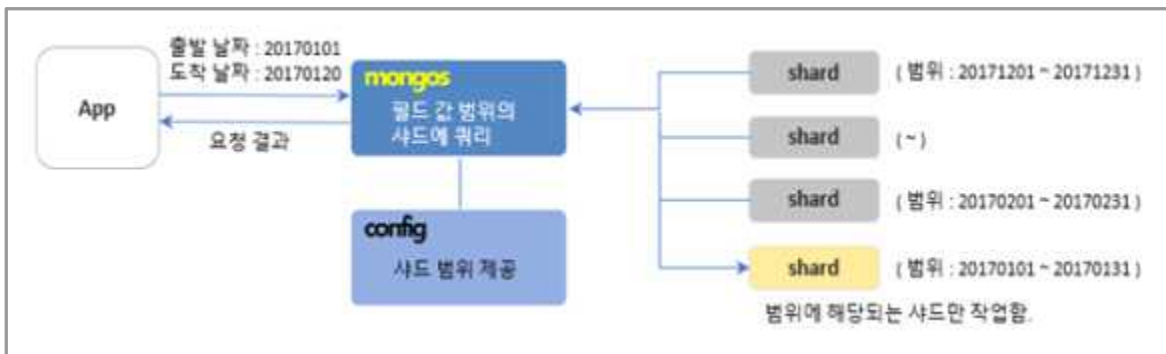 출발 날짜 : 20170101
도착 날짜 : 20170120
App
요청 결과
mongos
필드 값 범위의
샤드에 쿼리
config
샤드 범위 제공
shard
( 범위 : 20171201 ~ 20171231 )
shard
( ~ )
shard
( 범위 : 20170201 ~ 20170231 )
shard
( 범위 : 20170101 ~ 20170131 )
범위에 해당되는 샤드만 작업함.